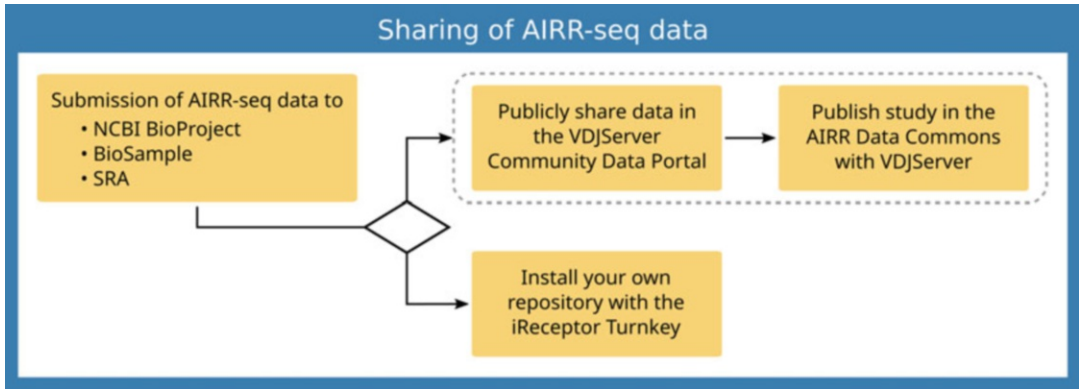 Sharing of AIRR-seq data
Submission of AIRR-seq data to
• NCBI BioProject
• BioSample
• SRA
Publicly share data in
the VDJServer
Community Data Portal
Publish study in the
AIRR Data Commons
with VDJServer
Install your own
repository with the
iReceptor Turnkey